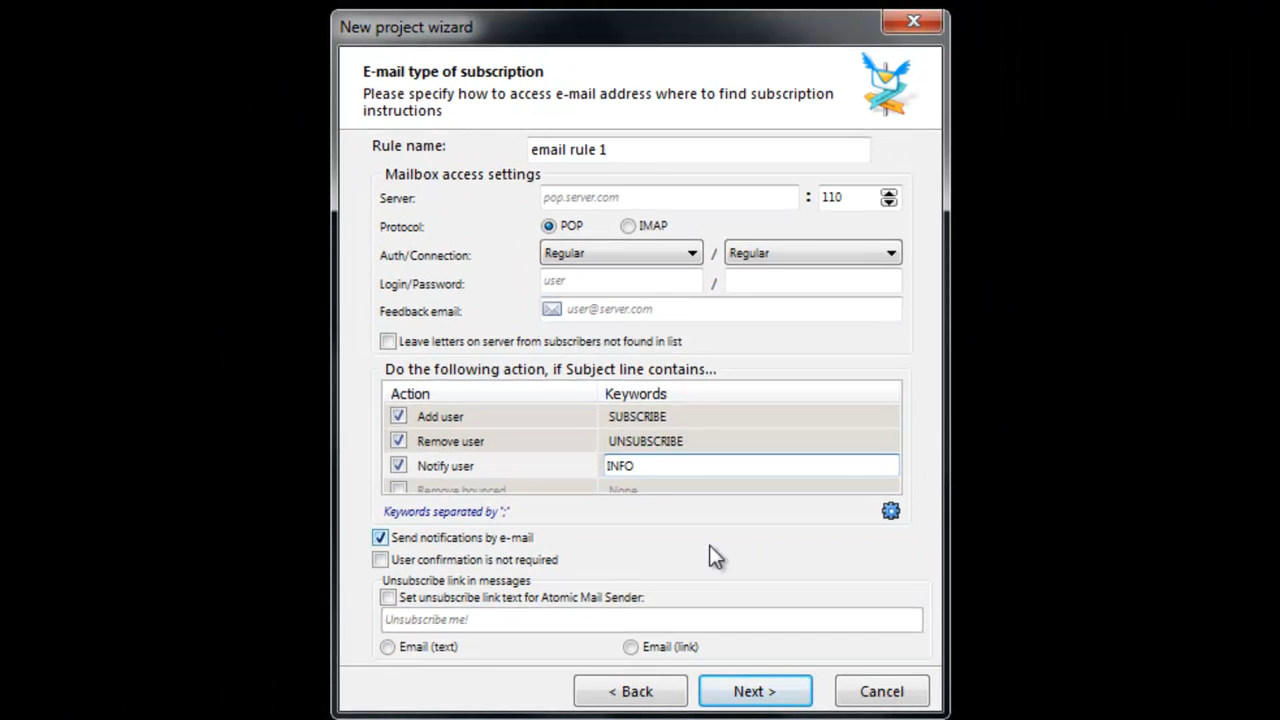 New project wizard
E-mail type of subscription
Please specify how to access e-mail address where to find subscription
instructions
Rule name: email rule 1
Mailbox access settings
Server: pop.server.com : 110
Protocol: POP IMAP
Auth/Connection: Regular / Regular
Login/Password: user /
Feedback email: user@server.com
Leave letters on server from subscribers not found in list
Do the following action, if Subject line contains...
Action Keywords
Add user SUBSCRIBE
Remove user UNSUBSCRIBE
Notify user INFO
Remove bounced None
Keywords separated by ";"
Send notifications by e-mail
User confirmation is not required
Unsubscribe link in messages
Set unsubscribe link text for Atomic Mail Sender:
Unsubscribe me!
Email (text) Email (link)
< Back Next > Cancel